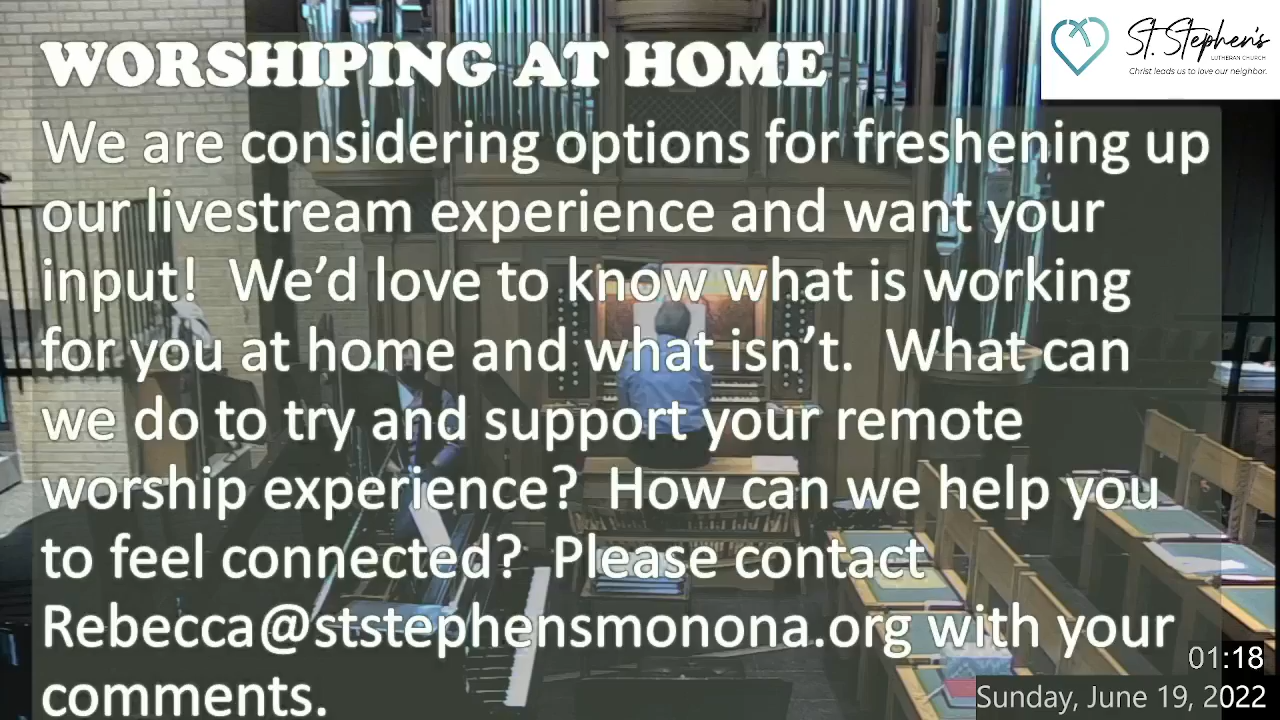 WORSHIPING AT HOME
St. Stephen's
LUTHERAN CHURCH
Christ leads us to love our neighbor.
We are considering options for freshening up
our livestream experience and want your
input!  We’d love to know what is working
for you at home and what isn’t.  What can
we do to try and support your remote
worship experience?  How can we help you
to feel connected?  Please contact
Rebecca@ststephensmonona.org with your
comments.
01:18
Sunday, June 19, 2022